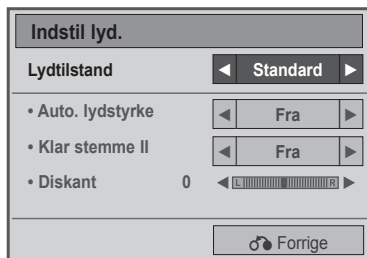 Indstil lyd.
Lydtilstand ◄ Standard ►
• Auto. lydstyrke ◄ Fra ►
• Klar stemme II ◄ Fra ►
• Diskant 0 ◄ L R ►
Forrige